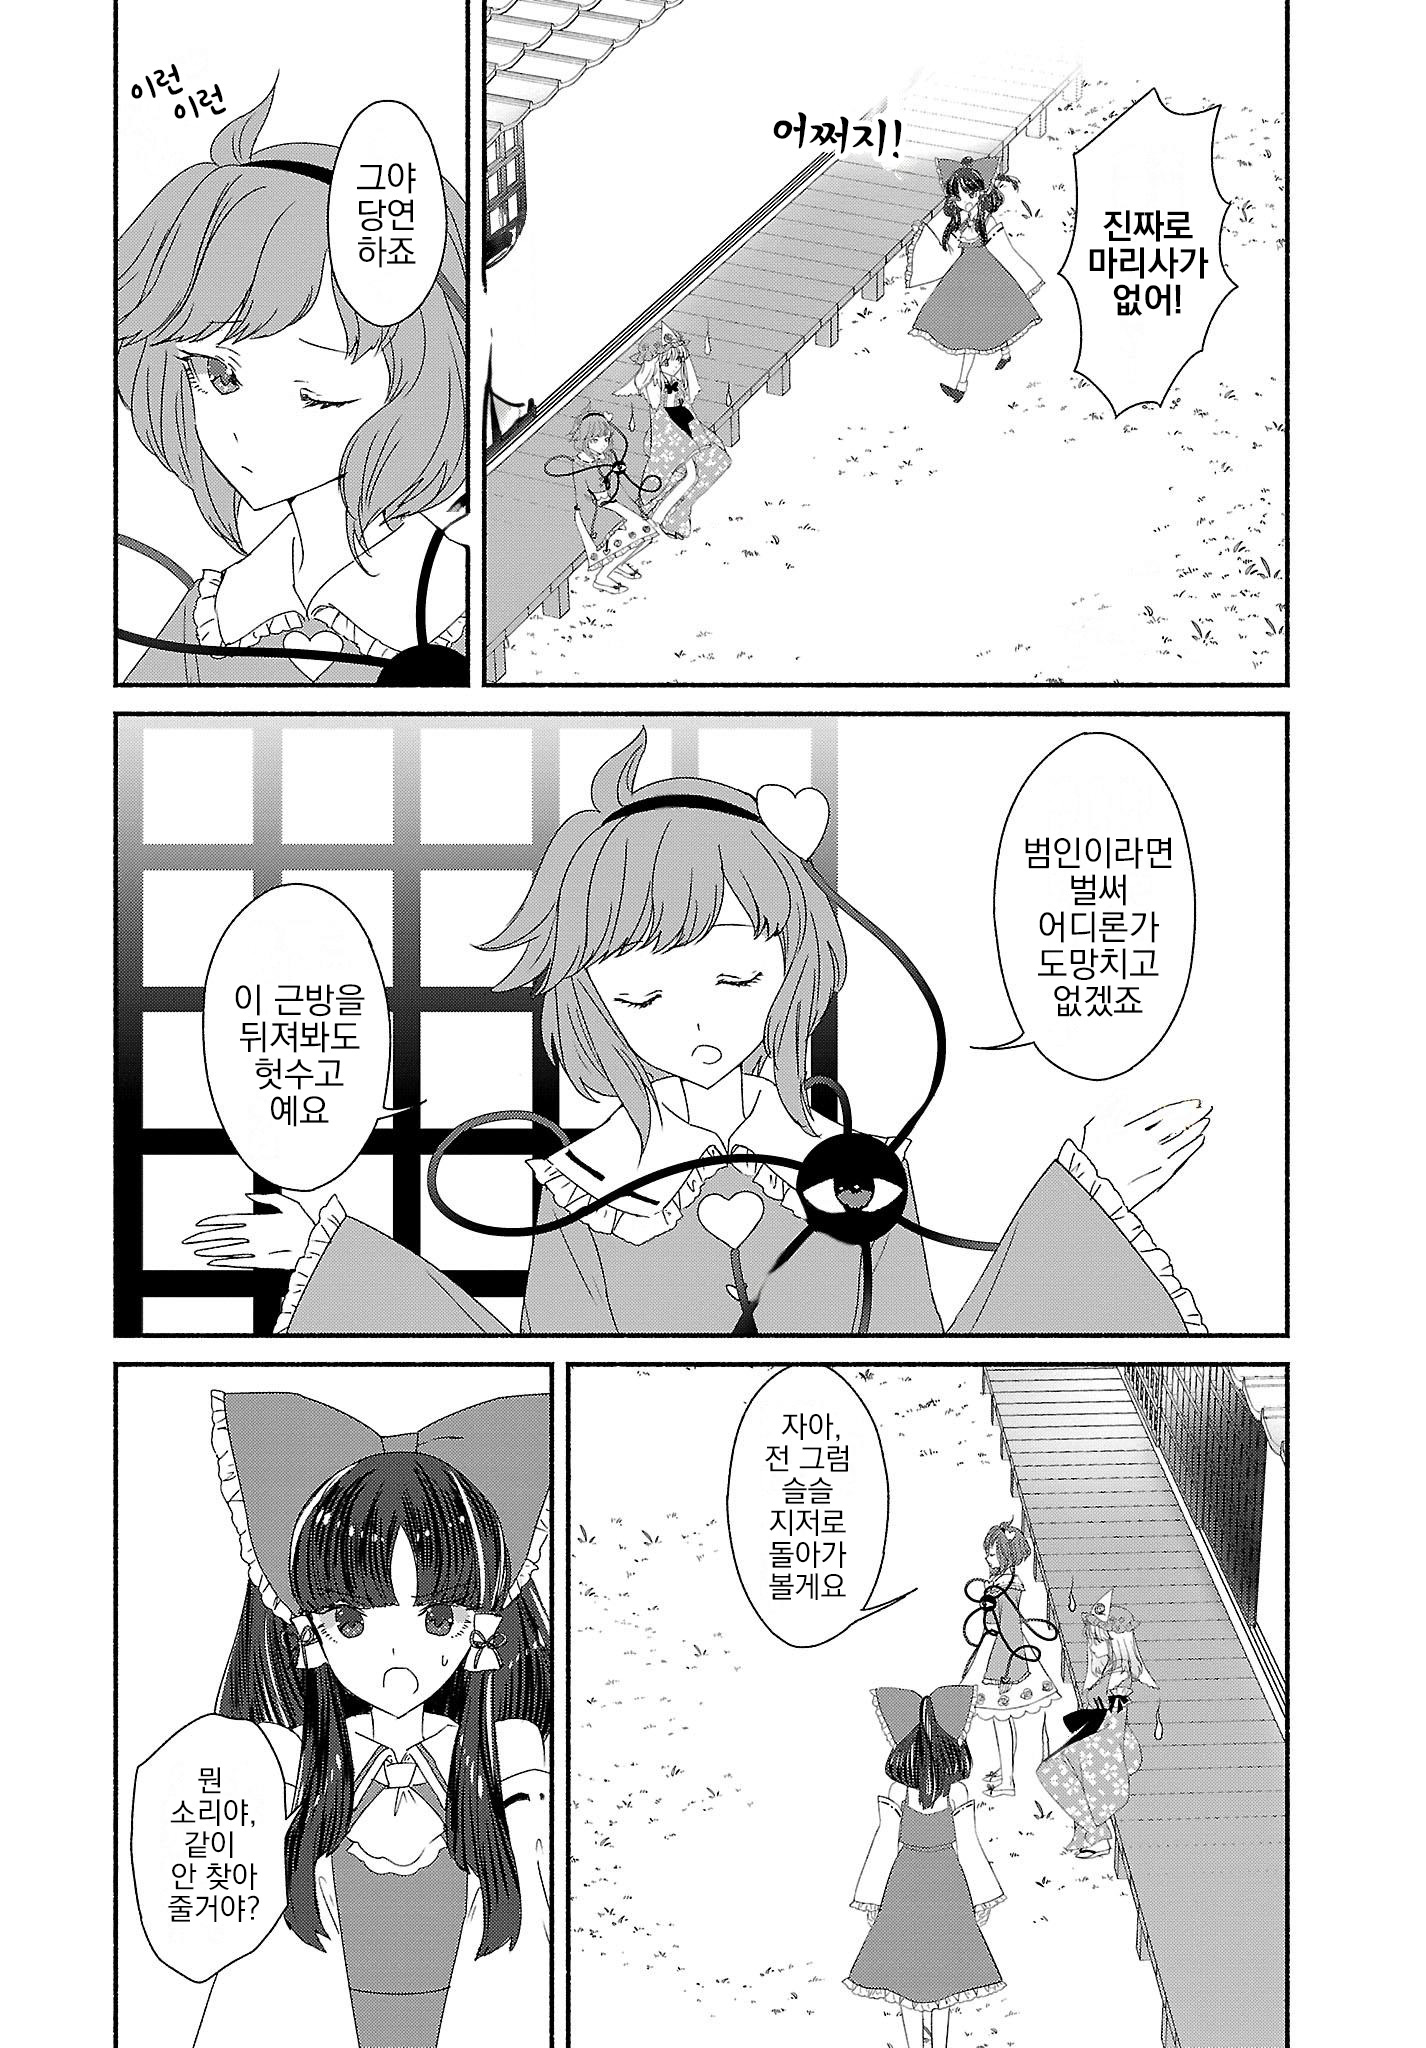 진짜로
마리사가
없어!
어쩌지!
그야
당연
하죠
이런
이런
범인이라면
벌써
어디론가
도망치고
없겠죠
이 근방을
뒤져봐도
헛수고
예요
자아,
전 그럼
슬슬
지저로
돌아가
볼게요
뭔
소리야,
같이
안 찾아
줄거야?